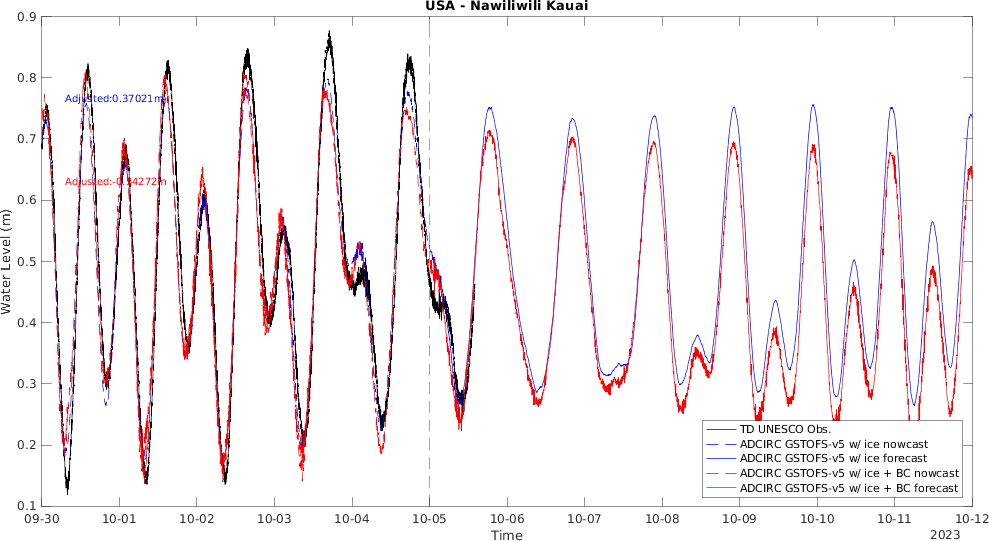 USA - Nawiliwili Kauai
0.9
0.8
0.7
0.6
0.5
0.4
0.3
0.2
0.1
Water Level (m)
Adjusted:0.37021m
Adjusted:-0.34272m
TD UNESCO Obs.
ADCIRC GSTOFS-v5 w/ ice nowcast
ADCIRC GSTOFS-v5 w/ ice forecast
ADCIRC GSTOFS-v5 w/ ice + BC nowcast
ADCIRC GSTOFS-v5 w/ ice + BC forecast
09-30 10-01 10-02 10-03 10-04 10-05 10-06 10-07 10-08 10-09 10-10 10-11 10-12
Time
2023